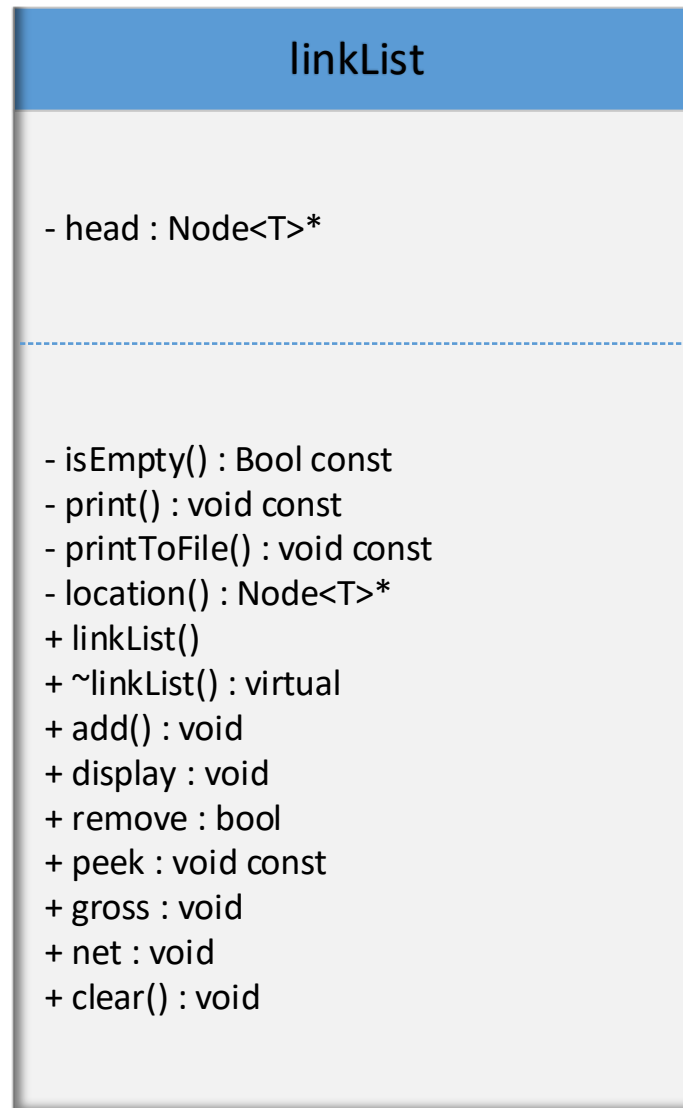 linkList
- head : Node<T>*
- isEmpty() : Bool const
- print() : void const
- printToFile() : void const
- location() : Node<T>*
+ linkList()
+ ~linkList() : virtual
+ add() : void
+ display : void
+ remove : bool
+ peek : void const
+ gross : void
+ net : void
+ clear() : void